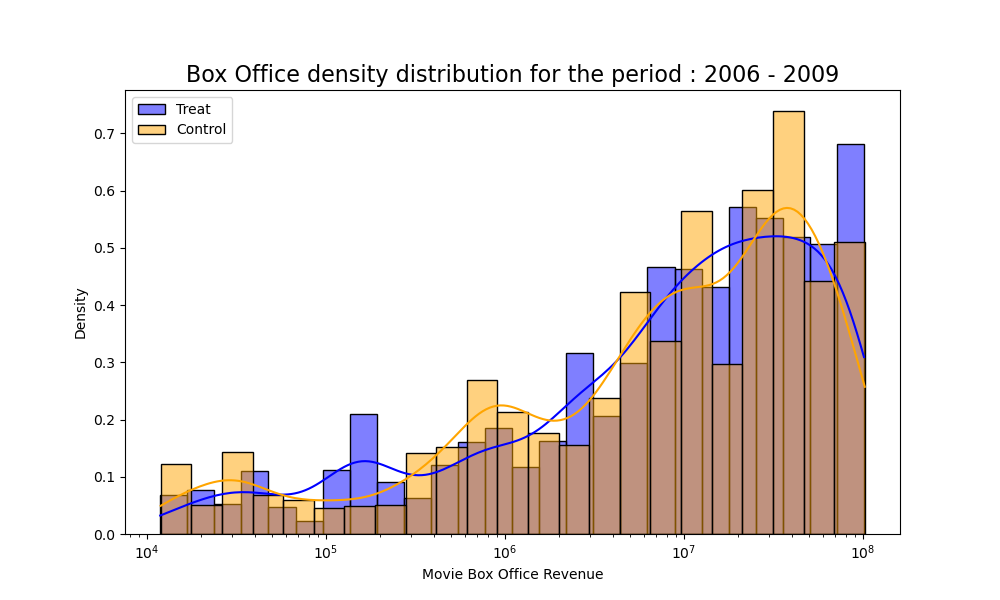 Box Office density distribution for the period : 2006 - 2009
Treat
Control
0.7
0.6
0.5
0.4
0.3
0.2
0.1
0.0
Density
10⁴ 10⁵ 10⁶ 10⁷ 10⁸
Movie Box Office Revenue